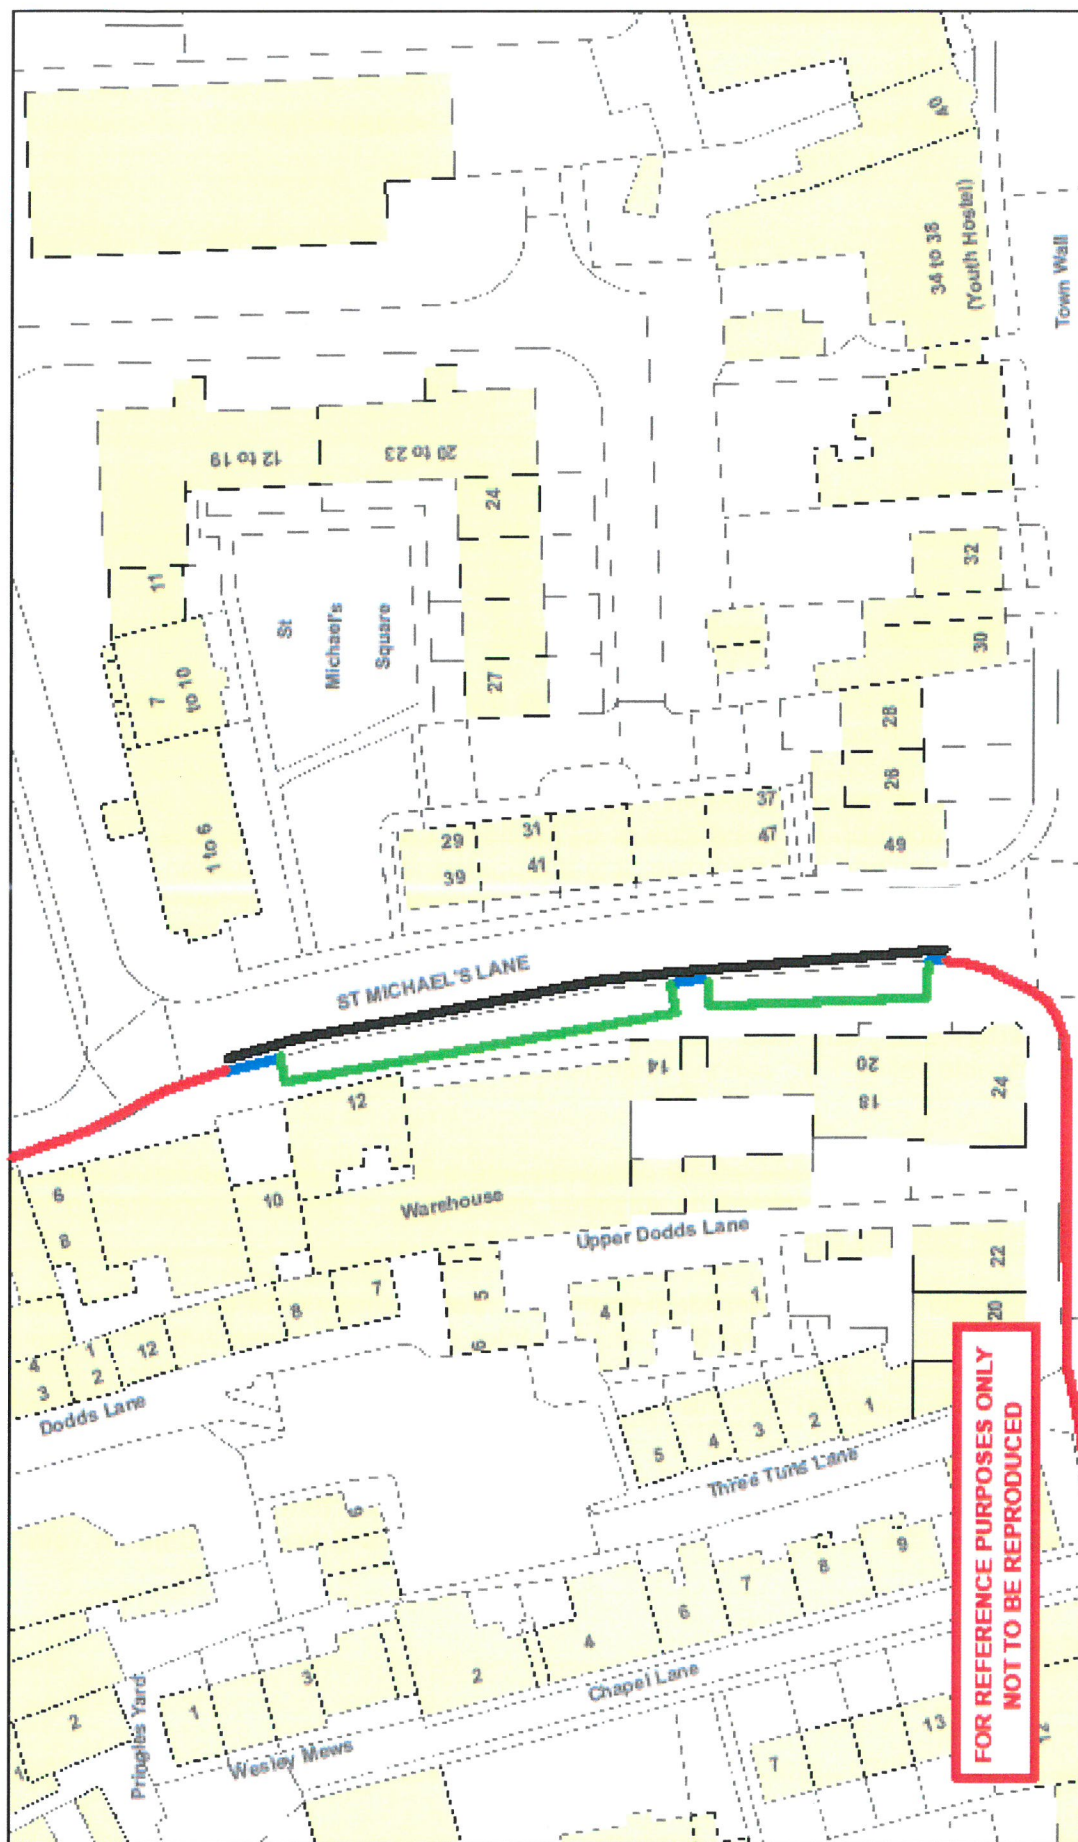 40
34 to 36
(Youth Hostel)
Town Wall
12 to 19
20 to 23
24
11
7
to 10
St
Michael's
Square
27
32
30
28
26
1 to 6
29
39
31
41
37
47
49
ST MICHAEL'S LANE
12
14
20
18
24
6
8
10
Warehouse
Upper Dodds Lane
22
20
4
3
1
2
12
8
7
5
6
4
1
Dodds Lane
5
4
3
2
1
Three Tuns Lane
9
FOR REFERENCE PURPOSES ONLY
NOT TO BE REPRODUCED
2
Pringles Yard
1
3
2
4
6
7
8
9
Wesley Mews
Chapel Lane
7
13